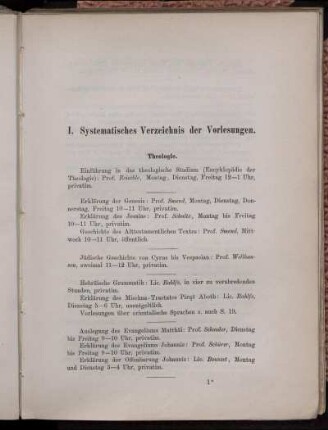 I. Systematisches Verzeichnis der Vorlesungen.
Theologie.
Einführung in das theologische Studium (Encyklopädie der
Theologie): Prof. Reischle, Montag, Dienstag, Freitag 12—1 Uhr,
privatim.
Erklärung der Genesis: Prof. Smend, Montag, Dienstag, Don-
nerstag, Freitag 10—11 Uhr, privatim.
Erklärung des Jesaias: Prof. Schultz, Montag bis Freitag
10—11 Uhr, privatim.
Geschichte des Alttestamentlichen Textes: Prof. Smend, Mitt-
woch 10—11 Uhr, öffentlich.
Jüdische Geschichte von Cyrus bis Vespasian: Prof. Wellhau-
sen, zweimal 11—12 Uhr, privatim.
Hebräische Grammatik: Lic. Rahlfs, in vier zu verabredenden
Stunden, privatim.
Erklärung des Mischna-Tractates Pirqê Aboth: Lic. Rahlfs,
Dienstag 5—6 Uhr, unentgeltlich.
Vorlesungen über orientalische Sprachen s. auch S. 19.
Auslegung des Evangeliums Matthäi: Prof. Schnedermann, Dienstag
bis Freitag 9—10 Uhr, privatim.
Erklärung des Evangeliums Johannis: Prof. Schürer, Montag
bis Freitag 9—10 Uhr, privatim.
Erklärung der Offenbarung Johannis: Lic. Bousset, Montag
und Dienstag 3—4 Uhr, privatim.
1*